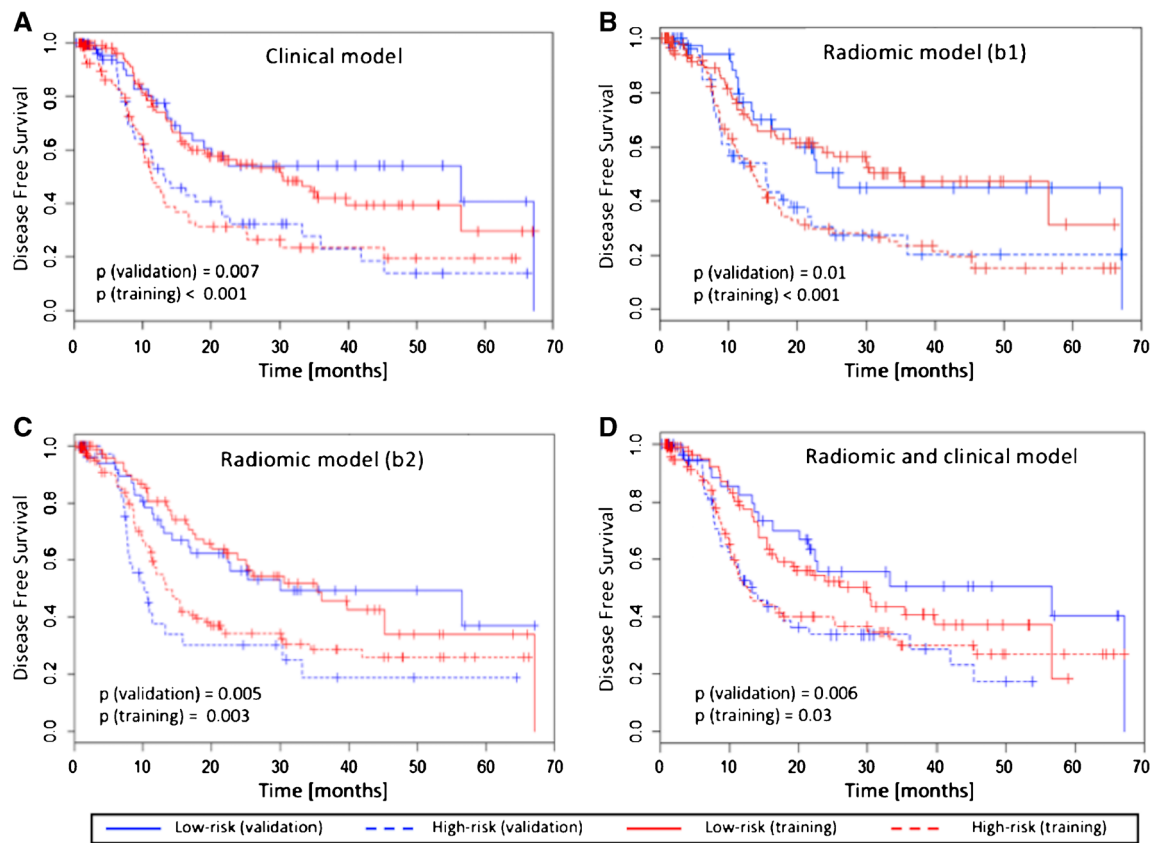 A
Clinical model
Disease Free Survival
1.0
0.8
0.6
0.4
0.2
0.0
p (validation) = 0.007
p (training) < 0.001
0 10 20 30 40 50 60 70
Time [months]
B
Radiomic model (b1)
Disease Free Survival
1.0
0.8
0.6
0.4
0.2
0.0
p (validation) = 0.01
p (training) < 0.001
0 10 20 30 40 50 60 70
Time [months]
C
Radiomic model (b2)
Disease Free Survival
1.0
0.8
0.6
0.4
0.2
0.0
p (validation) = 0.005
p (training) = 0.003
0 10 20 30 40 50 60 70
Time [months]
D
Radiomic and clinical model
Disease Free Survival
1.0
0.8
0.6
0.4
0.2
0.0
p (validation) = 0.006
p (training) = 0.03
0 10 20 30 40 50 60 70
Time [months]
Low-risk (validation) High-risk (validation) Low-risk (training) High-risk (training)